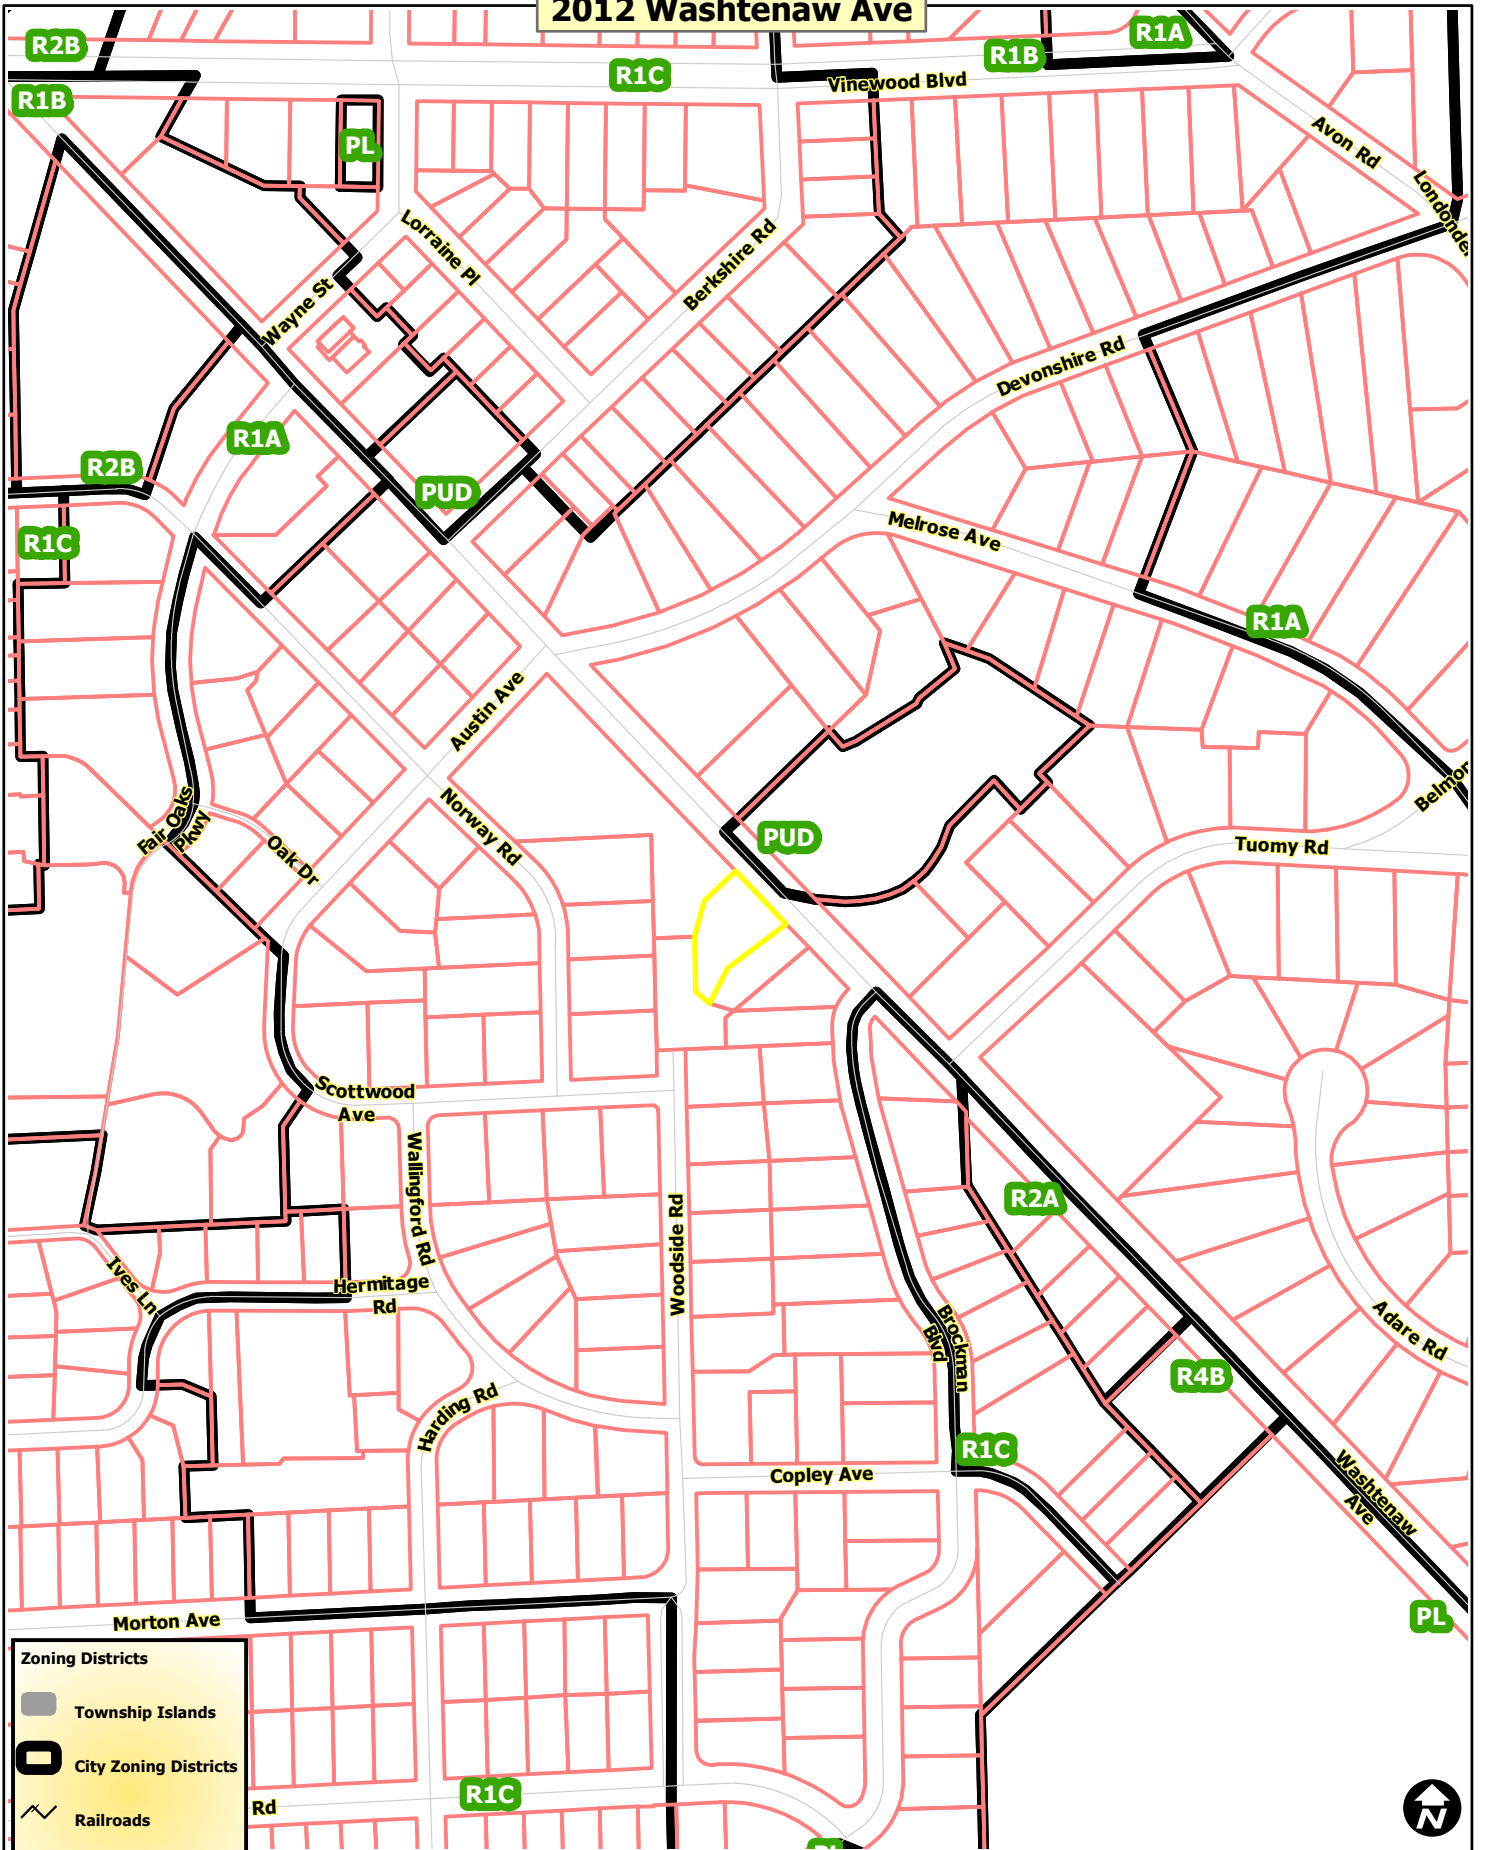 2012 Washtenaw Ave
R2B
R1C
R1B
R1A
Vinewood Blvd
R1B
PL
Avon Rd
Lorraine Pl
Berkshire Rd
Wayne St
Devonshire Rd
R1A
R2B
PUD
R1C
Melrose Ave
R1A
Austin Ave
Norway Rd
Fair Oaks
Pkwy
Oak Dr
PUD
Tuomy Rd
Scottwood
Ave
Wallingford Rd
Woodside Rd
R2A
Ives Ln
Hermitage
Rd
Brockman
Blvd
Adare Rd
R4B
Harding Rd
R1C
Copley Ave
Washtenaw
Ave
Morton Ave
PL
Zoning Districts
Township Islands
City Zoning Districts
Railroads
Rd
R1C
N